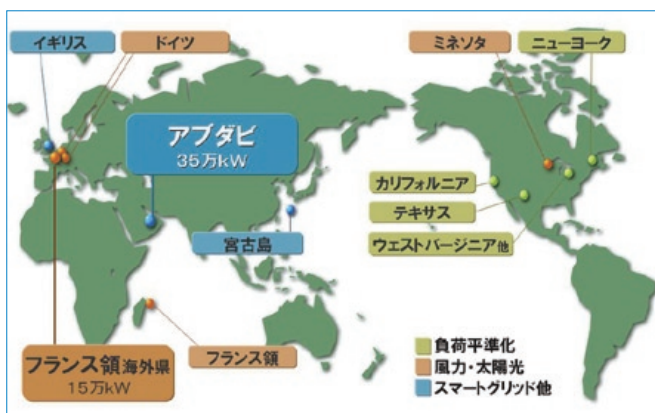 イギリス
ドイツ
ミネソタ
ニューヨーク
アブダビ
35万kW
カリフォルニア
テキサス
宮古島
ウェストバージニア他
フランス領海外県
15万kW
フランス領
負荷平準化
風力・太陽光
スマートグリッド他